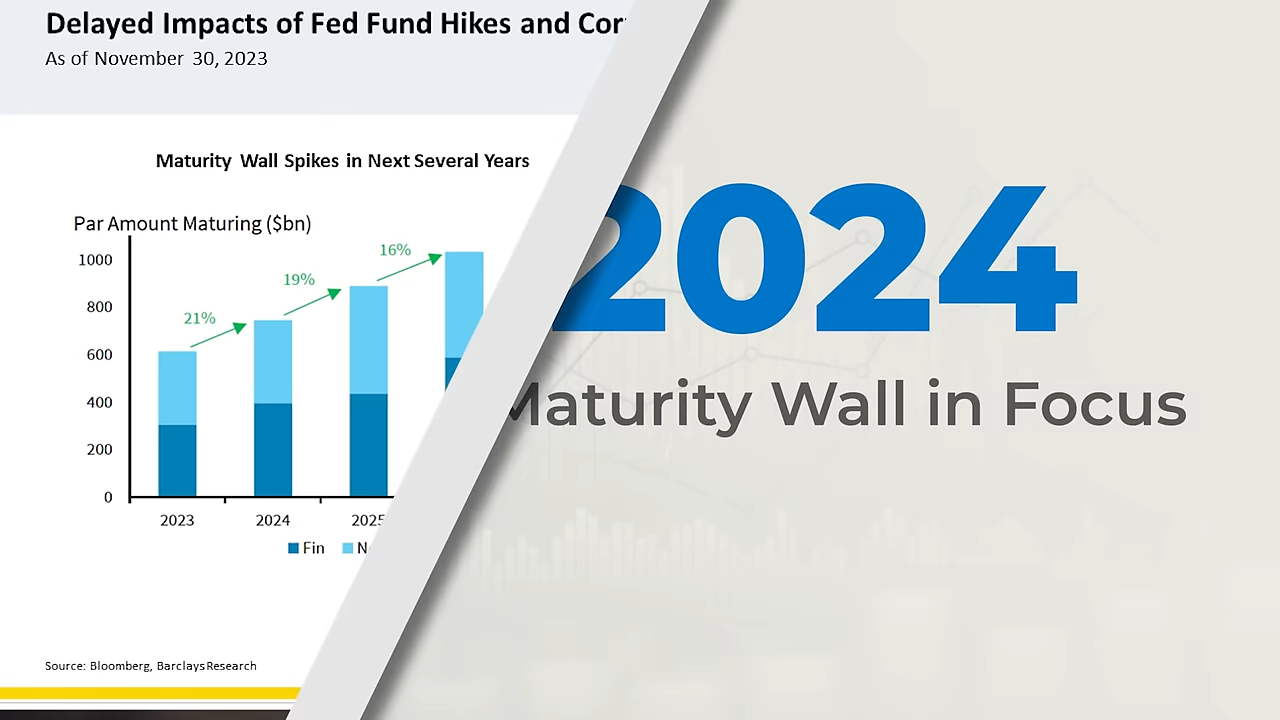 Delayed Impacts of Fed Fund Hikes and
As of November 30, 2023
Maturity Wall Spikes in Next Several Years
Par Amount Maturing ($bn)
1000
800
600
400
200
0
21%
19%
16%
2023
2024
2025
Fin
Source: Bloomberg, Barclays Research
2024
Maturity Wall in Focus